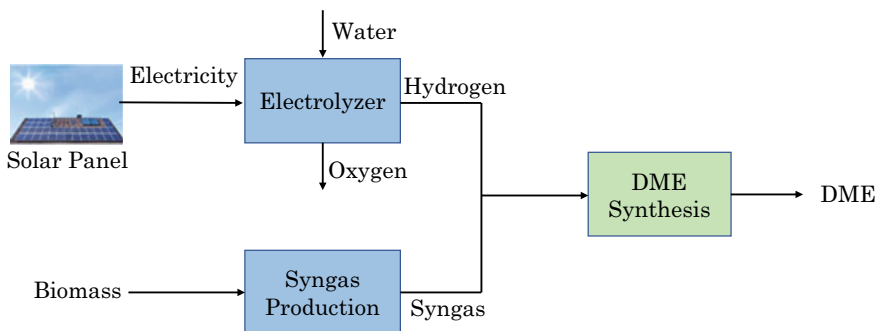 Water
Electricity
Electrolyzer
Hydrogen
Solar Panel
Oxygen
DME
Synthesis
DME
Biomass
Syngas
Production
Syngas